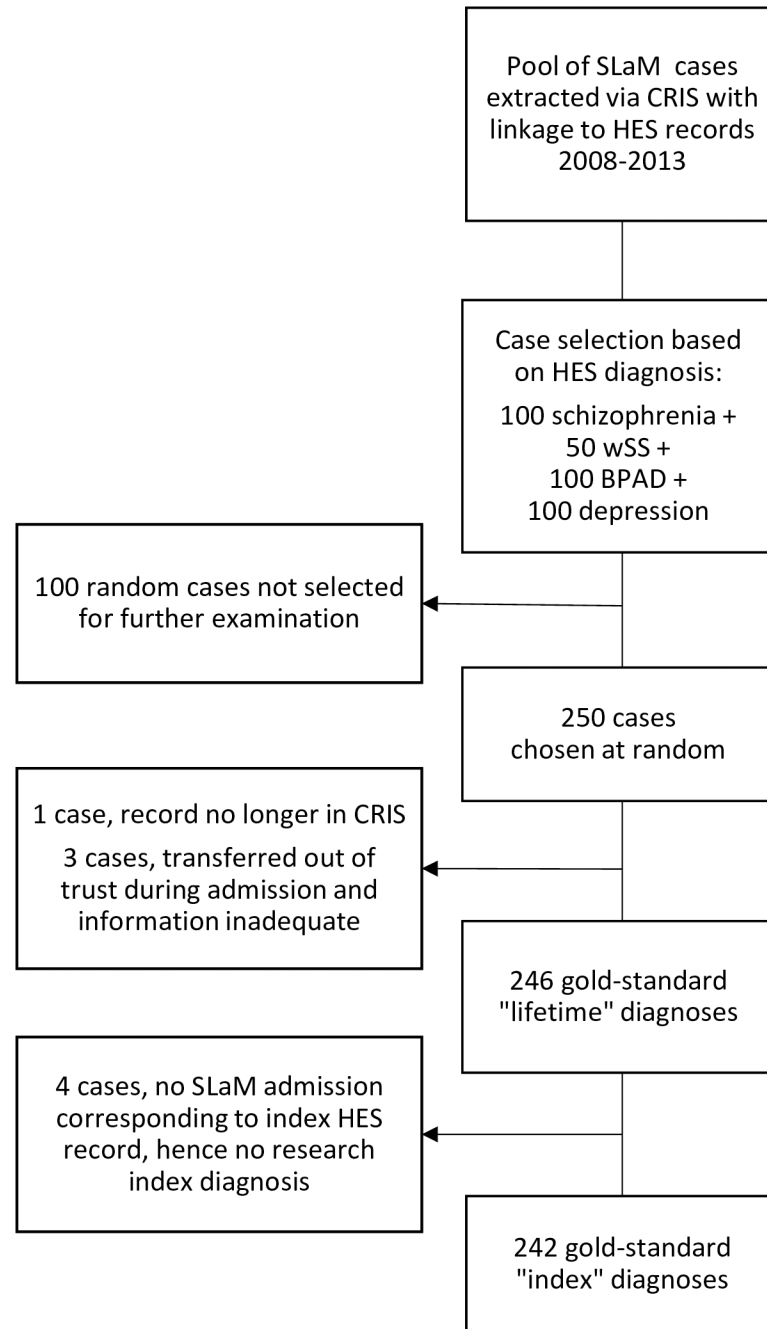 Pool of SLaM cases
extracted via CRIS with
linkage to HES records
2008-2013
Case selection based
on HES diagnosis:
100 schizophrenia +
50 wSS +
100 BPAD +
100 depression
100 random cases not selected
for further examination
250 cases
chosen at random
1 case, record no longer in CRIS
3 cases, transferred out of
trust during admission and
information inadequate
246 gold-standard
"lifetime" diagnoses
4 cases, no SLaM admission
corresponding to index HES
record, hence no research
index diagnosis
242 gold-standard
"index" diagnoses